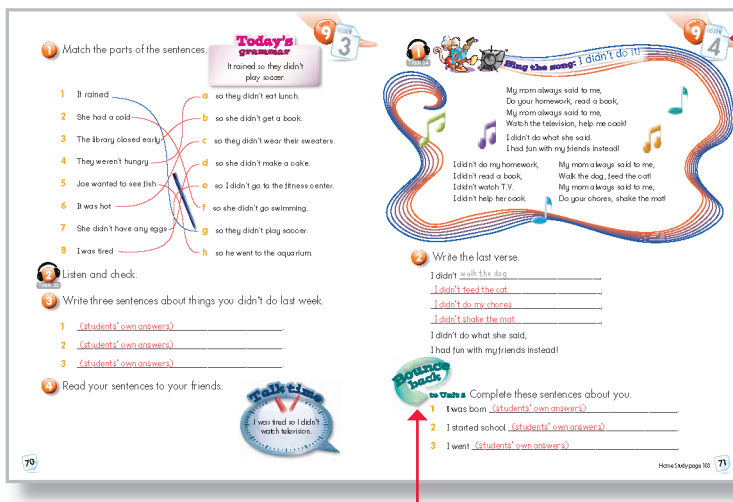 1 Match the parts of the sentences.
Today's
grammar
It rained so they didn't
play soccer.
UNIT
9
LESSON
3
1 It rained
2 She had a cold
3 The library closed early
4 They weren't hungry
5 Joe wanted to see fish
6 It was hot
7 She didn't have any eggs
8 I was tired
a so they didn't eat lunch.
b so she didn't get a book.
c so they didn't wear their sweaters.
d so she didn't make a cake.
e so I didn't go to the fitness center.
f so she didn't go swimming.
g so they didn't play soccer.
h so he went to the aquarium.
2 Listen and check.
3 Write three sentences about things you didn't do last week.
1 (students' own answers)
2 (students' own answers)
3 (students' own answers)
4 Read your sentences to your friends.
Talk time
I was tired so I didn't
watch television.
70
1
Track 34
Sing the song: I didn't do it!
UNIT
9
LESSON
4
My mom always said to me,
Do your homework, read a book,
My mom always said to me,
Watch the television, help me cook!
I didn't do what she said.
I had fun with my friends instead!
I didn't do my homework,
I didn't read a book,
I didn't watch T.V.
I didn't help her cook.
My mom always said to me,
Walk the dog, feed the cat!
My mom always said to me,
Do your chores, shake the mat!
2 Write the last verse.
I didn't walk the dog,
I didn't feed the cat,
I didn't do my chores,
I didn't shake the mat,
I didn't do what she said,
I had fun with my friends instead!
Bounce
back
to Unit 8 Complete these sentences about you.
1 I was born (students' own answers).
2 I started school (students' own answers).
3 I went (students' own answers).
Home Study page 103
71